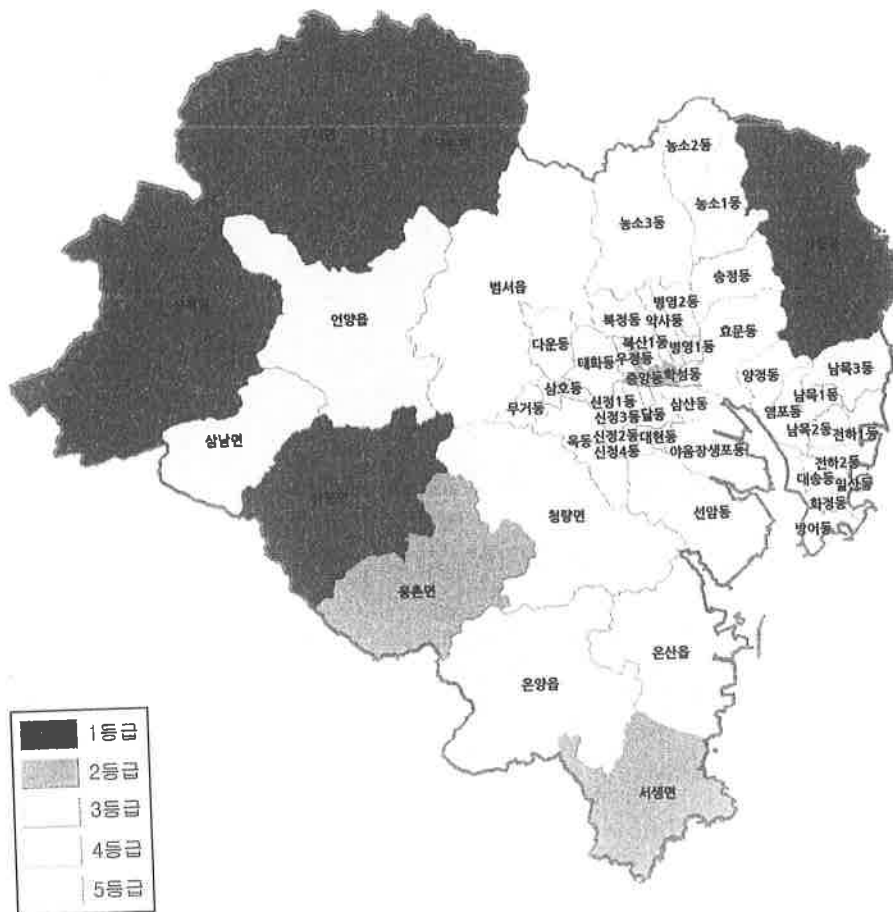 농소2동
농소1동
농소3동
송정동
범서읍
병영2동
북정동 약사동
효문동
언양읍
다운동
복산1동
병영1동
태화동 우정동
남목3동
중앙동 학성동
양정동
삼호동
남목1동
무거동
신정1동
삼산동
염포동
신정3동 달동
남목2동 전하1동
옥동 신정2동 대현동
삼남면
신정4동
야음장생포동
전하2동
대송동 일산동
화정동
청량면
선암동
방어동
웅촌면
온산읍
온양읍
서생면
1등급
2등급
3등급
4등급
5등급